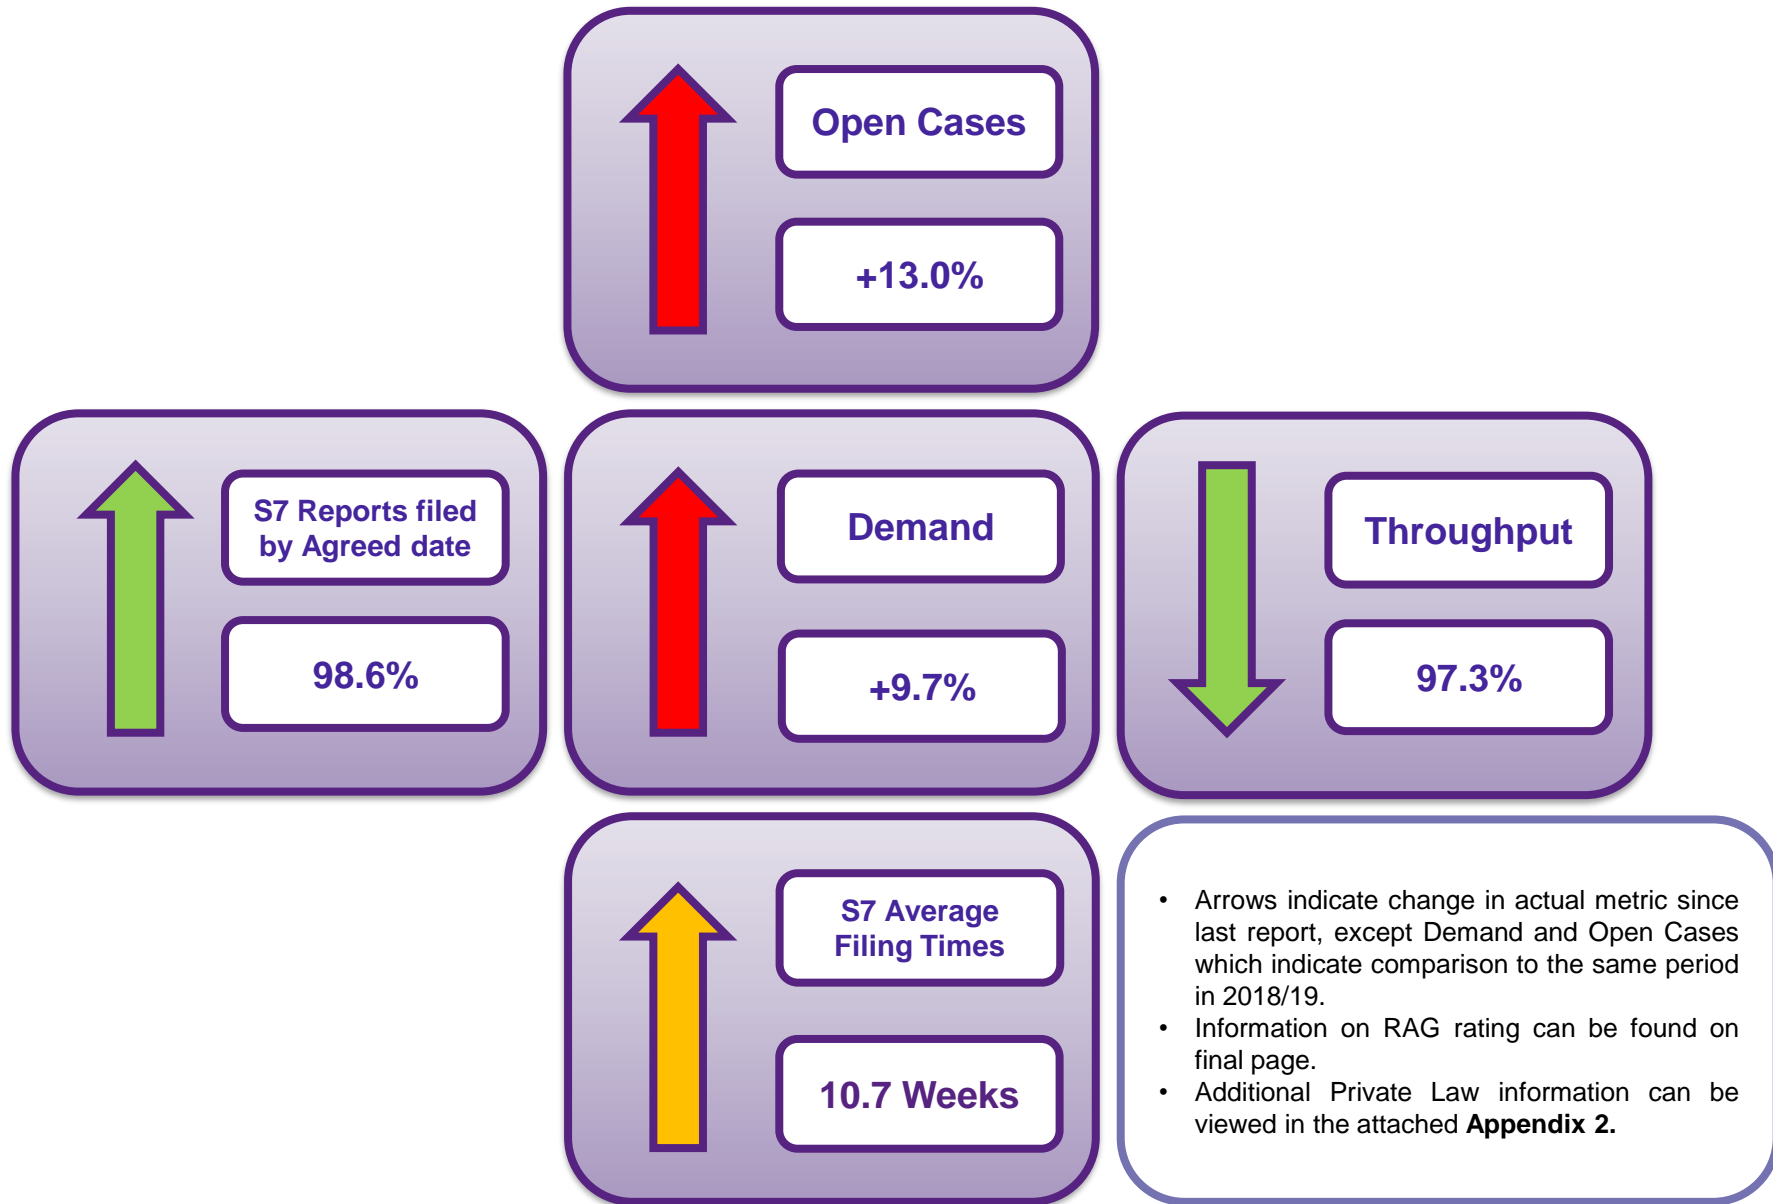 Open Cases
+13.0%
S7 Reports filed
by Agreed date
98.6%
Demand
+9.7%
Throughput
97.3%
S7 Average
Filing Times
10.7 Weeks
• Arrows indicate change in actual metric since
last report, except Demand and Open Cases
which indicate comparison to the same period
in 2018/19.
• Information on RAG rating can be found on
final page.
• Additional Private Law information can be
viewed in the attached Appendix 2.